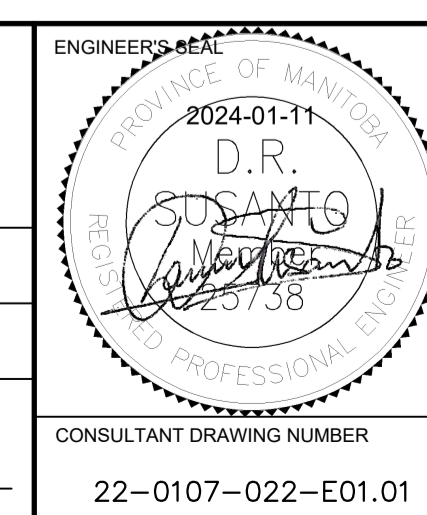 ENGINEER'S SEAL
PROVINCE OF MANITOBA
2024-01-11
D.R.
SUSANTO
Member
25738
REGISTERED PROFESSIONAL ENGINEER
CONSULTANT DRAWING NUMBER
22-0107-022-E01.01